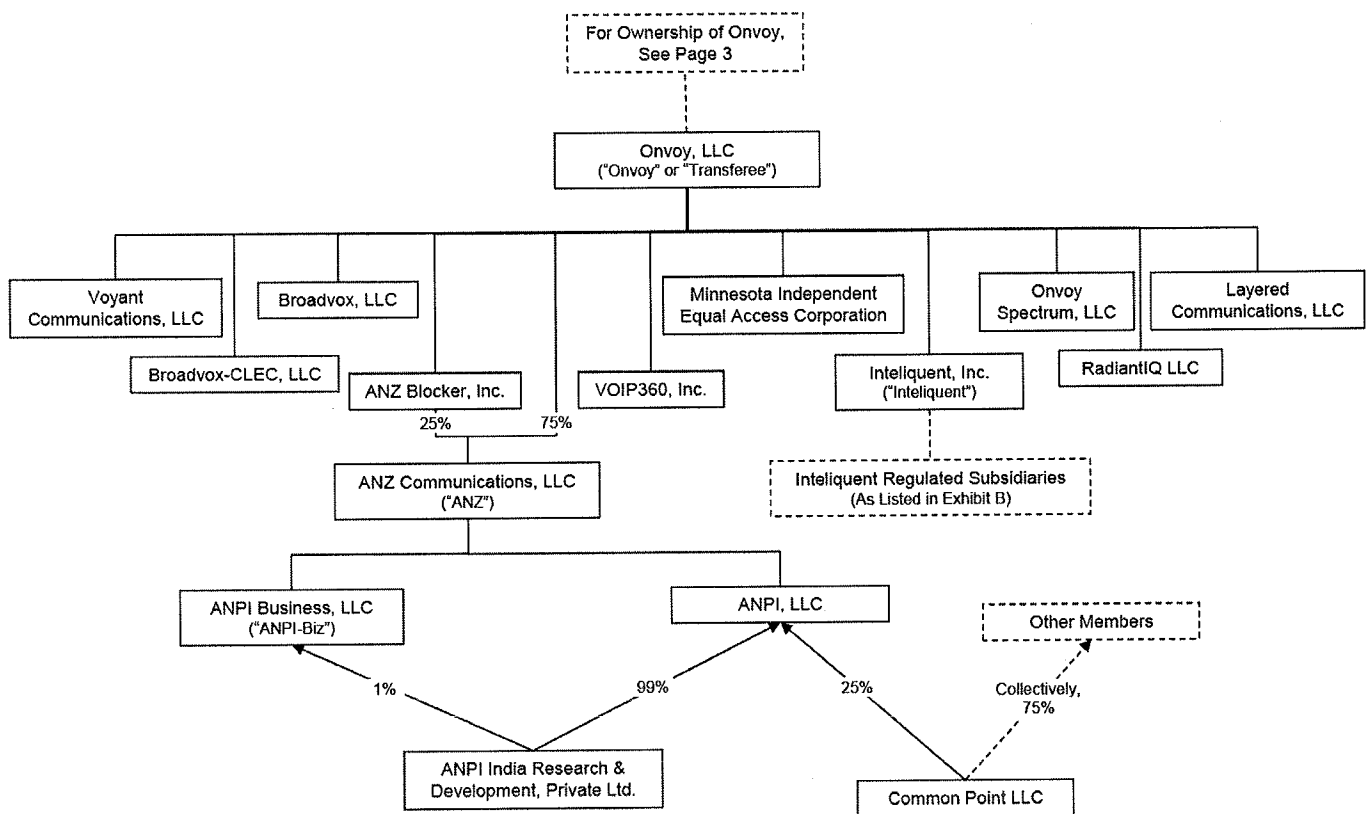 For Ownership of Onvoy,
See Page 3
Onvoy, LLC
("Onvoy" or "Transferee")
Voyant
Communications, LLC
Broadvox, LLC
Minnesota Independent
Equal Access Corporation
Onvoy
Spectrum, LLC
Layered
Communications, LLC
Broadvox-CLEC, LLC
ANZ Blocker, Inc.
VOIP360, Inc.
Inteliquent, Inc.
("Inteliquent")
RadiantIQ LLC
25%
75%
ANZ Communications, LLC
("ANZ")
Inteliquent Regulated Subsidiaries
(As Listed in Exhibit B)
ANPI Business, LLC
("ANPI-Biz")
ANPI, LLC
Other Members
1%
99%
25%
Collectively,
75%
ANPI India Research &
Development, Private Ltd.
Common Point LLC